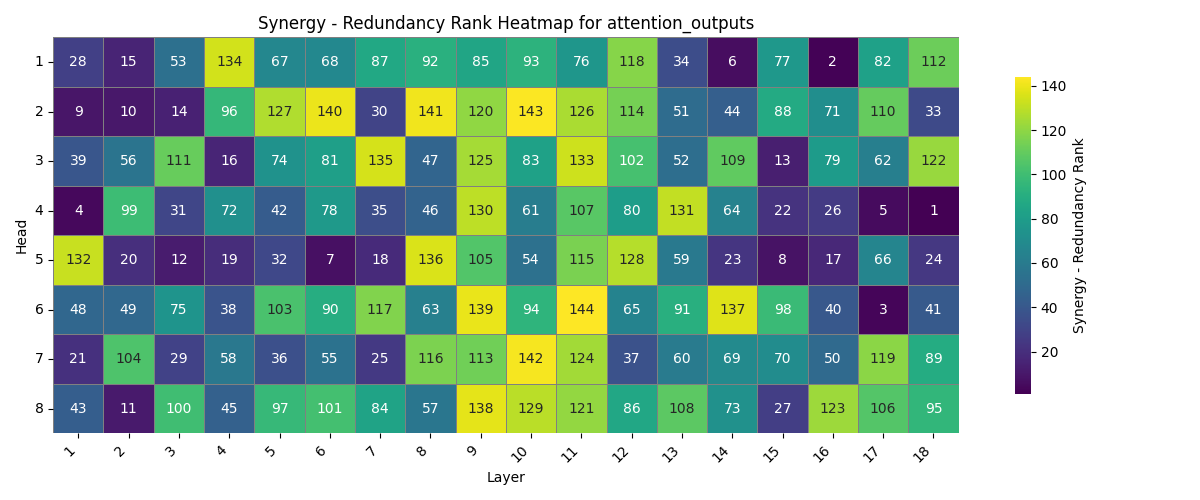 Synergy - Redundancy Rank Heatmap for attention_outputs
Head
1 28 15 53 134 67 68 87 92 85 93 76 118 34 6 77 2 82 112
2 9 10 14 96 127 140 30 141 120 143 126 114 51 44 88 71 110 33
3 39 56 111 16 74 81 135 47 125 83 133 102 52 109 13 79 62 122
4 4 99 31 72 42 78 35 46 130 61 107 80 131 64 22 26 5 1
5 132 20 12 19 32 7 18 136 105 54 115 128 59 23 8 17 66 24
6 48 49 75 38 103 90 117 63 139 94 144 65 91 137 98 40 3 41
7 21 104 29 58 36 55 25 116 113 142 124 37 60 69 70 50 119 89
8 43 11 100 45 97 101 84 57 138 129 121 86 108 73 27 123 106 95
1 2 3 4 5 6 7 8 9 10 11 12 13 14 15 16 17 18
Layer
140
120
100
80
60
40
20
Synergy - Redundancy Rank